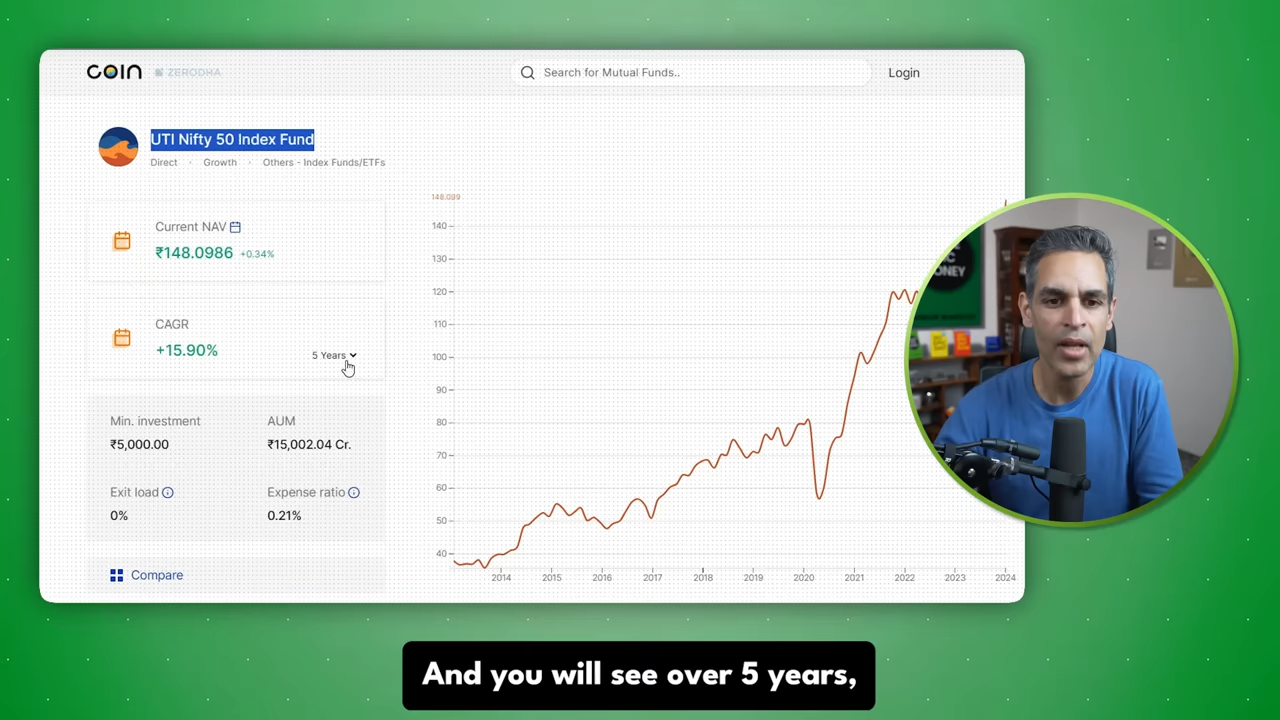 coin ZERODHA
Search for Mutual Funds..
Login
UTI Nifty 50 Index Fund
Direct · Growth · Others - Index Funds/ETFs
Current NAV
₹148.0986 +0.34%
CAGR
+15.90%
5 Years
Min. investment
₹5,000.00
AUM
₹15,002.04 Cr.
Exit load
0%
Expense ratio
0.21%
Compare
148.099
140
130
120
110
100
90
80
70
60
50
40
2014 2015 2016 2017 2018 2019 2020 2021 2022 2023 2024
ONEY
And you will see over 5 years,